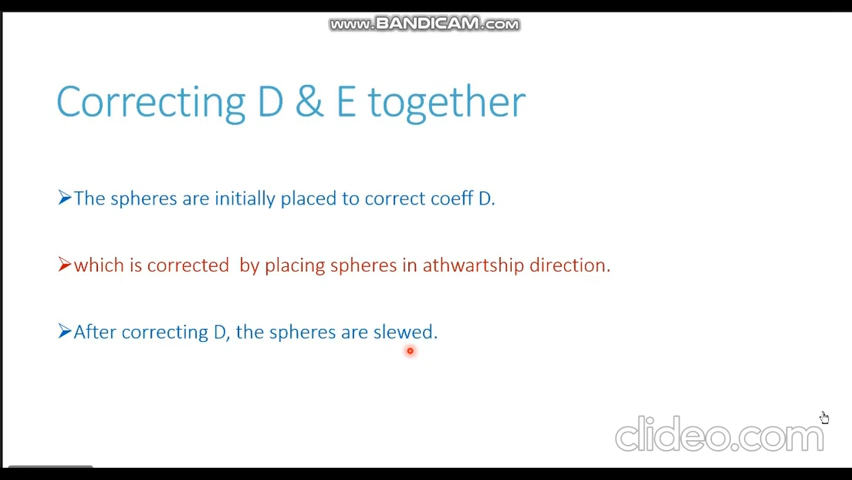 www.BANDICAM.com
Correcting D & E together
➢The spheres are initially placed to correct coeff D.
➢which is corrected  by placing spheres in athwartship direction.
➢After correcting D, the spheres are slewed.
clideo.com